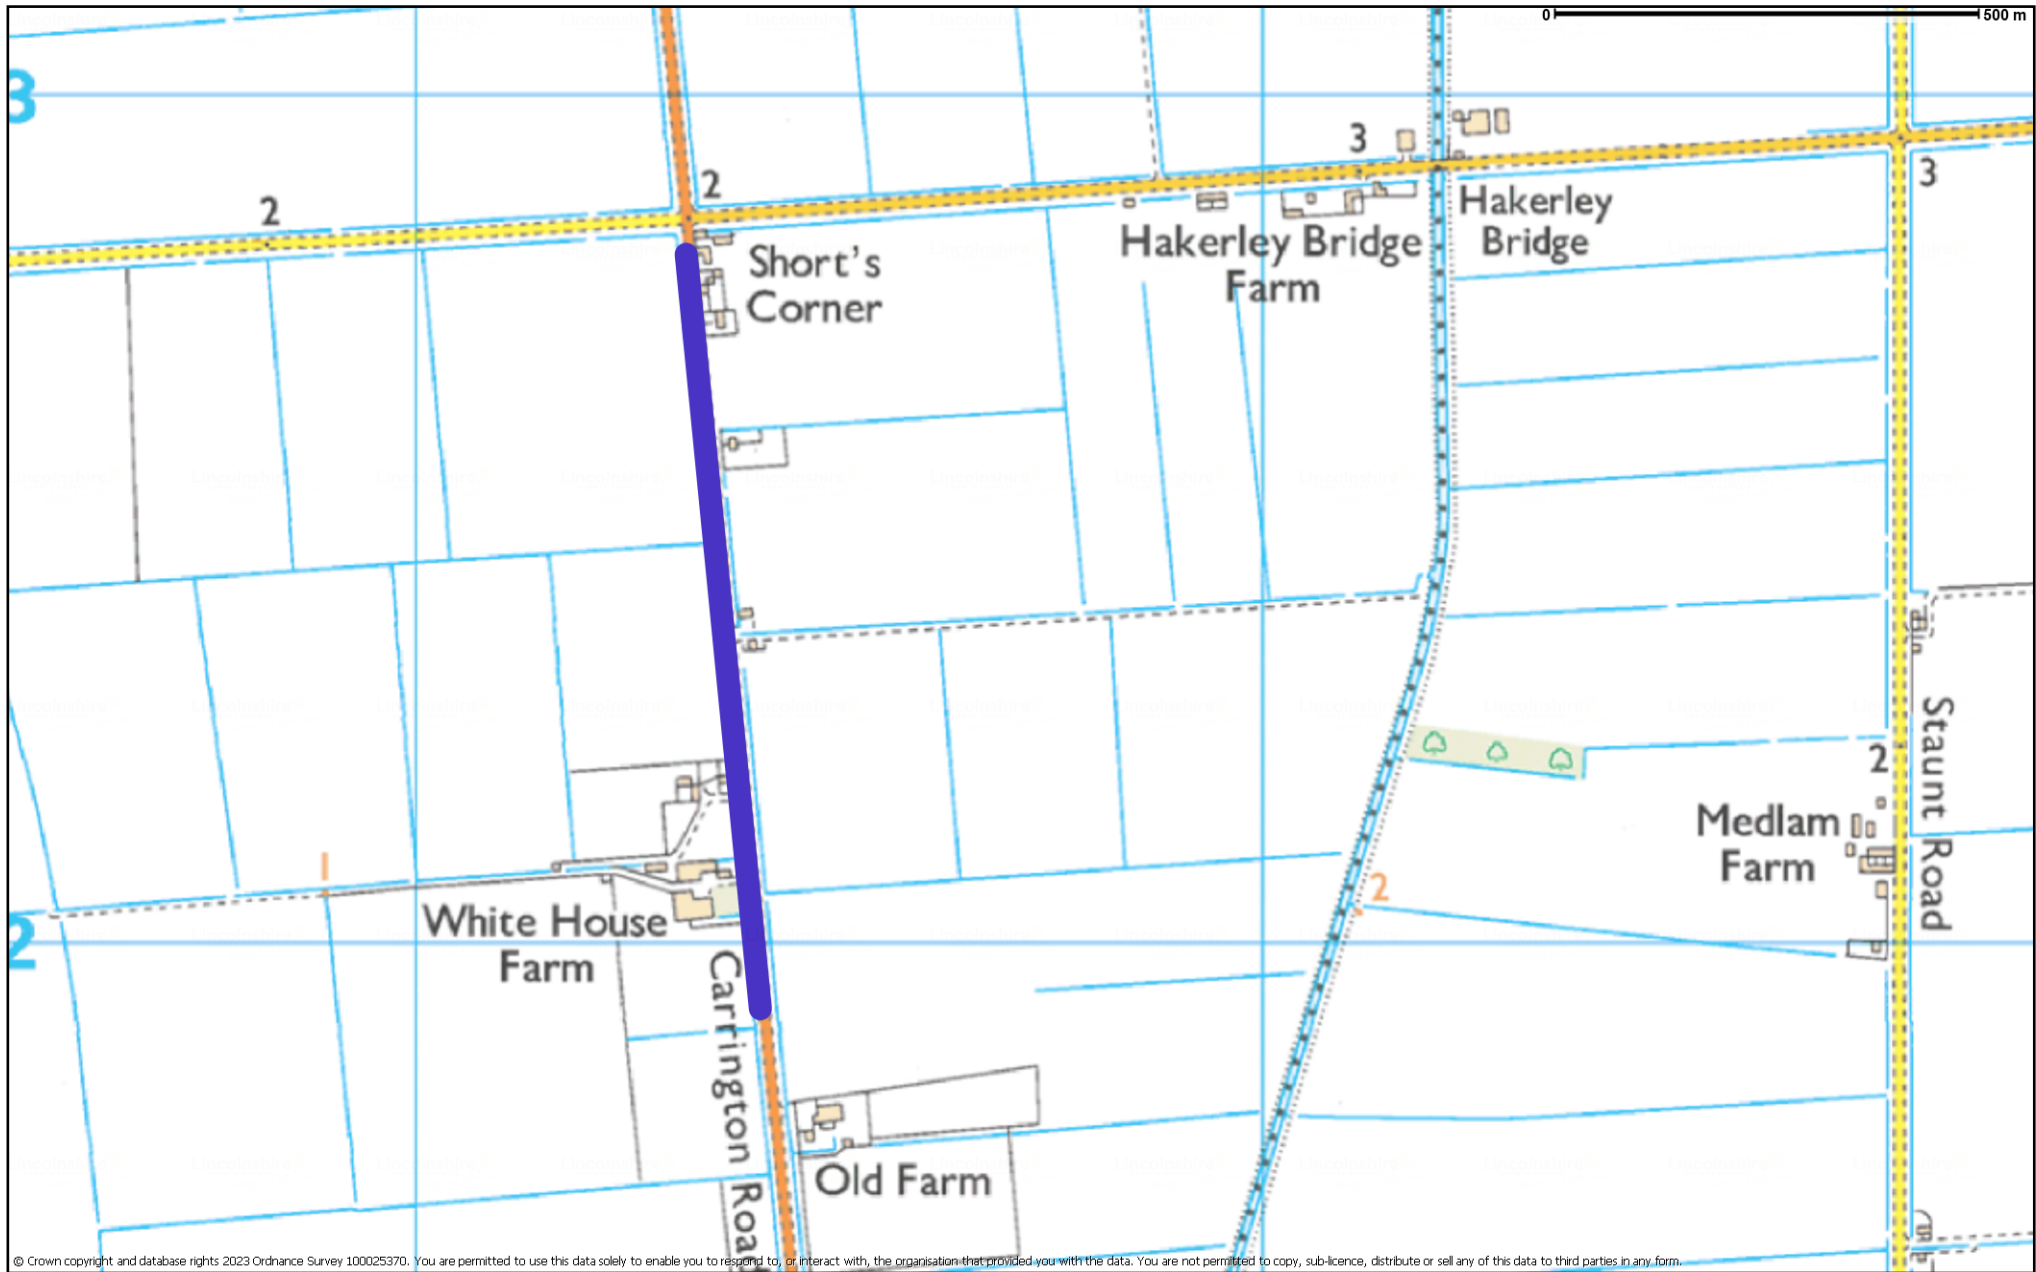 0 500 m
3
2
2
3
3
Hakerley
Bridge
Hakerley Bridge
Farm
Short's
Corner
Staunt Road
2
Medlam
Farm
2
White House
Farm
2
Carrington Road
Old Farm
© Crown copyright and database rights 2023 Ordnance Survey 100025370. You are permitted to use this data solely to enable you to respond to, or interact with, the organisation that provided you with the data. You are not permitted to copy, sub-licence, distribute or sell any of this data to third parties in any form.